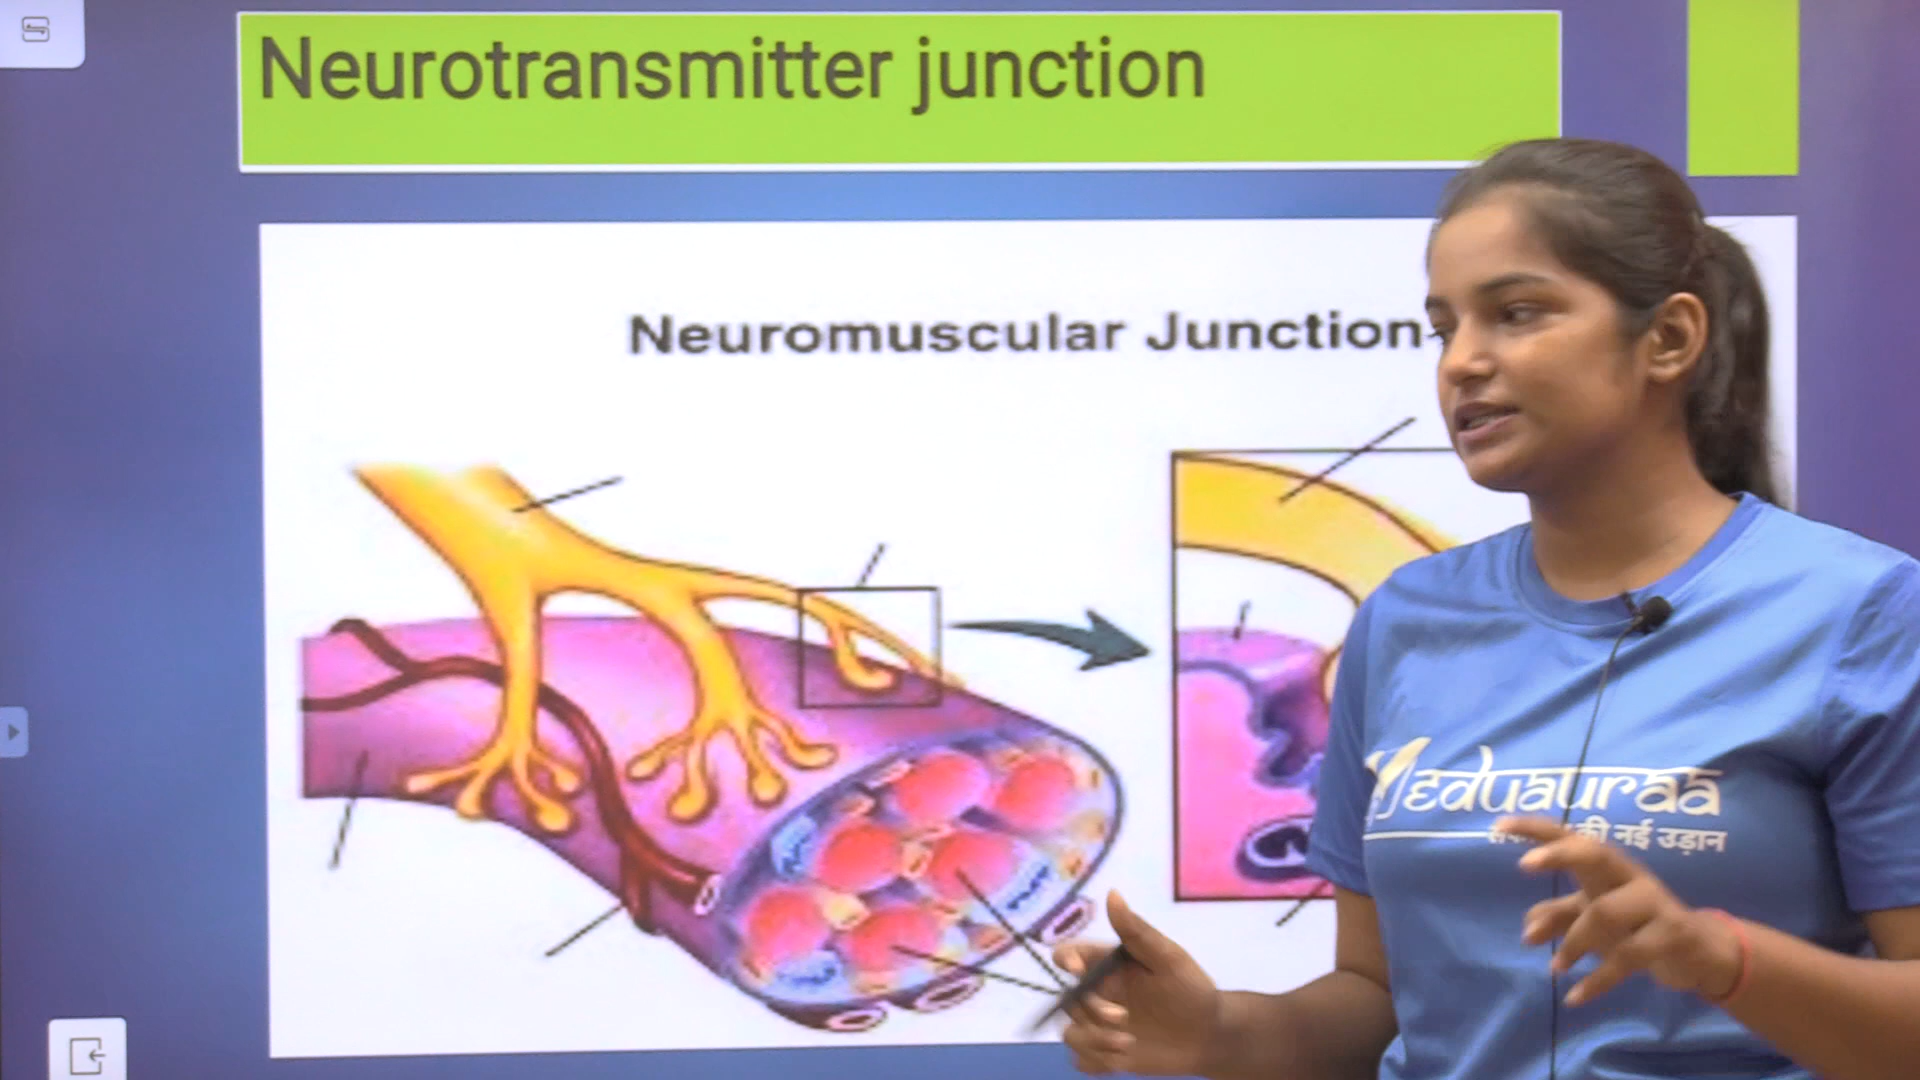 Neurotransmitter junction
Neuromuscular Junction
eduauraa
की नई उड़ान